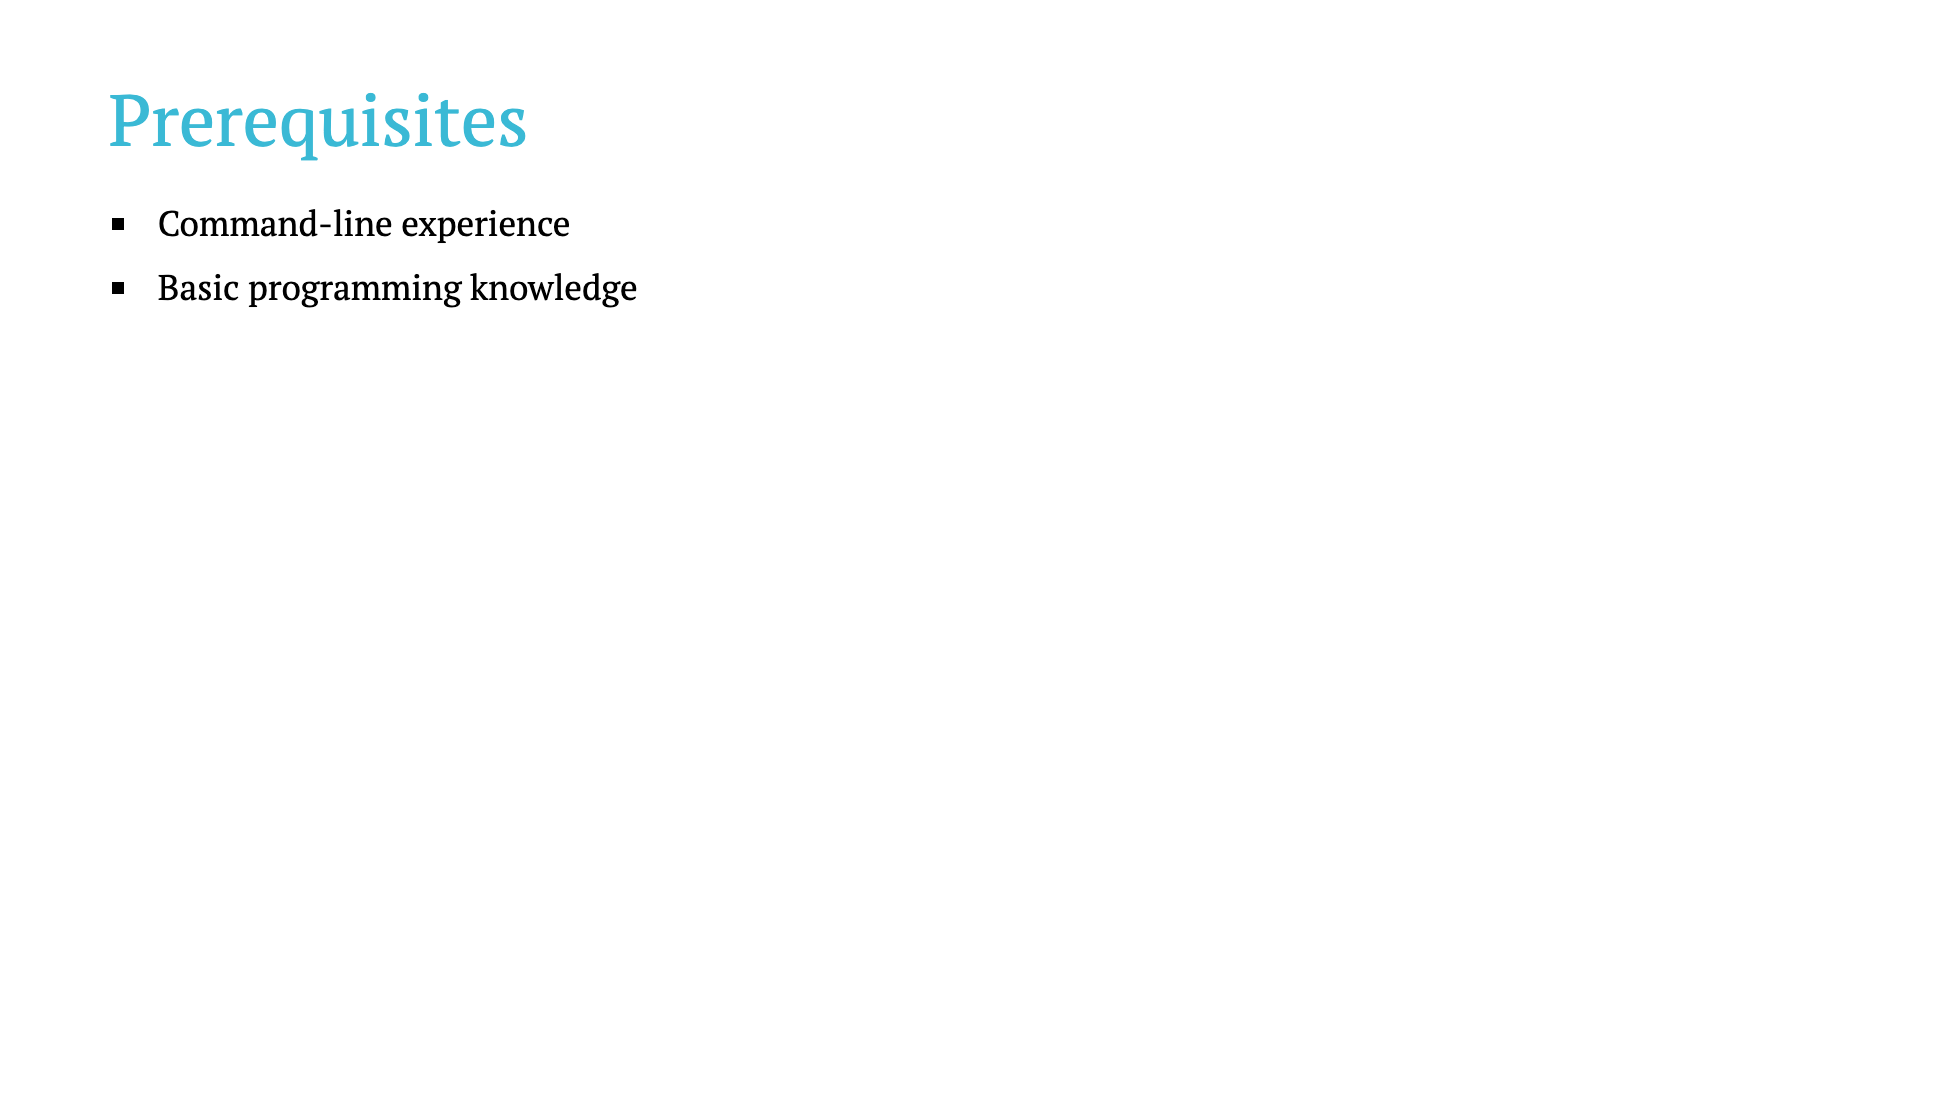 Prerequisites
▪ Command-line experience
▪ Basic programming knowledge